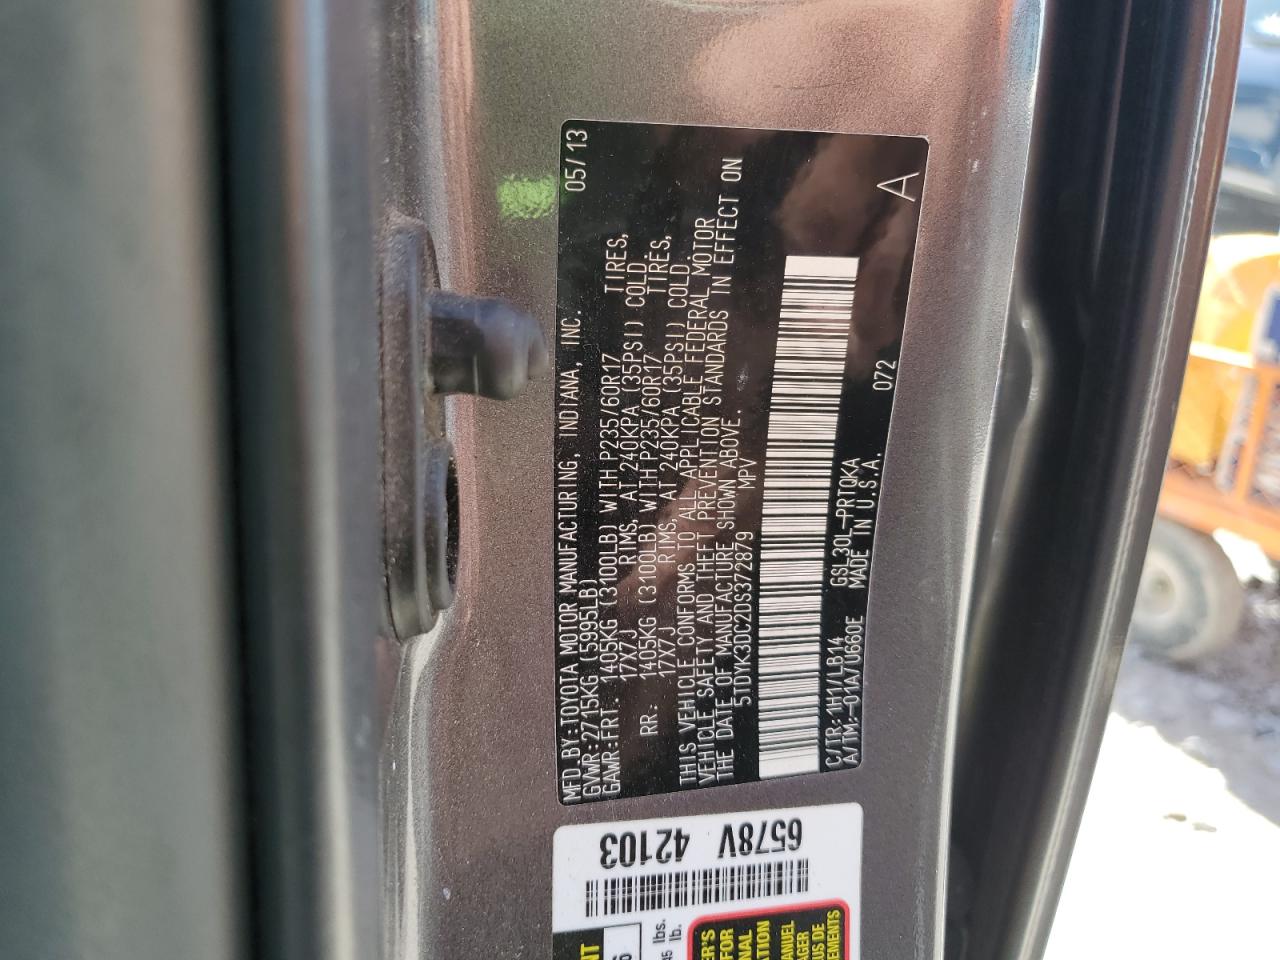 MFD.BY:TOYOTA MOTOR MANUFACTURING, INDIANA, INC. 05/13
GVWR:2715KG (5995LB)
GAWR:FRT. 1405KG (3100LB) WITH P235/60R17 TIRES,
17X7J RIMS, AT 240KPA (35PSI) COLD.
RR. 1405KG (3100LB) WITH P235/60R17 TIRES,
17X7J RIMS, AT 240KPA (35PSI) COLD.
THIS VEHICLE CONFORMS TO ALL APPLICABLE FEDERAL MOTOR
VEHICLE SAFETY AND THEFT PREVENTION STANDARDS IN EFFECT ON
THE DATE OF MANUFACTURE SHOWN ABOVE.
5TDYK3DC2DS372879 MPV
C/TR:1H1/LB14 GSL30L-PRTQKA 072
A/TM:-01A/U660E MADE IN U.S.A. A
6578V
42103
lbs.
lb.